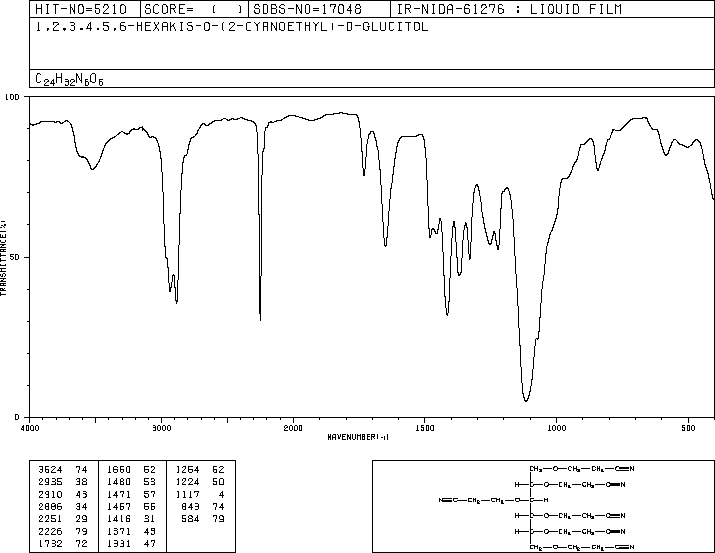 HIT-NO=5210 SCORE= ( ) SDBS-NO=17048 IR-NIDA-61276 : LIQUID FILM
1,2,3,4,5,6-HEXAKIS-O-(2-CYANOETHYL)-D-GLUCITOL
C24H32N6O6
100
50
0
TRANSMITTANCE(%)
4000 3000 2000 1500 1000 500
WAVENUMBER(-1)
3524 74 1650 52 1254 52
2935 38 1480 53 1224 50
2910 43 1471 57 1117 4
2886 34 1457 55 843 74
2251 29 1416 31 584 79
2226 79 1371 43
1732 72 1331 47
CH2-O-CH2-CH2-C≡N
H-C-O-CH2-CH2-C≡N
N≡C-CH2-CH2-O-C-H
H-C-O-CH2-CH2-C≡N
H-C-O-CH2-CH2-C≡N
CH2-O-CH2-CH2-C≡N